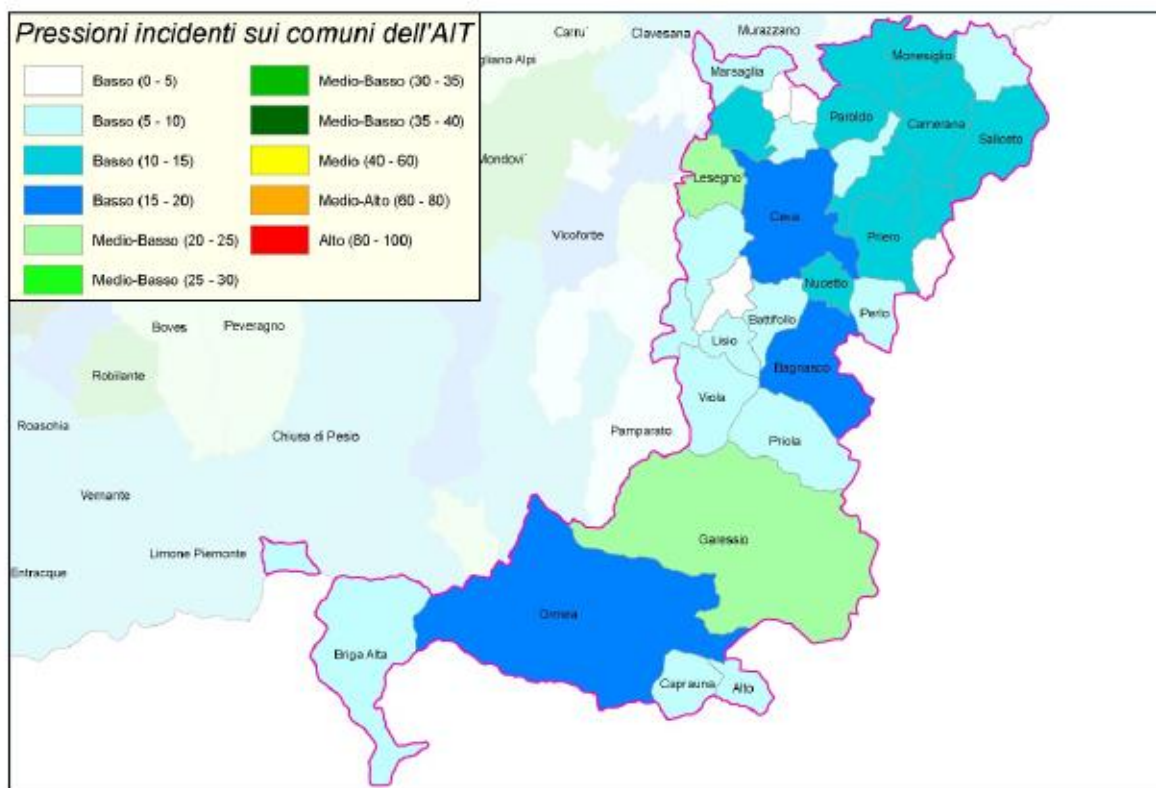 Pressioni incidenti sui comuni dell'AIT
Basso (0 - 5)
Basso (5 - 10)
Basso (10 - 15)
Basso (15 - 20)
Medio-Basso (20 - 25)
Medio-Basso (25 - 30)
Medio-Basso (30 - 35)
Medio-Basso (35 - 40)
Medio (40 - 60)
Medio-Alto (60 - 80)
Alto (80 - 100)
Carru'
Clavesana
Murazzano
gliano Alpi
Marsaglia
Monesiglio
Paroldo
Camerana
Saliceto
Mondovi'
Lesegno
Ceva
Vicoforte
Priero
Nucetto
Battifollo
Perlo
Boves
Peveragno
Lisio
Robilante
Bagnasco
Viola
Roaschia
Chiusa di Pesio
Pamparato
Priola
Vernante
Garessio
Limone Piemonte
Entracque
Ormea
Briga Alta
Caprauna
Alto